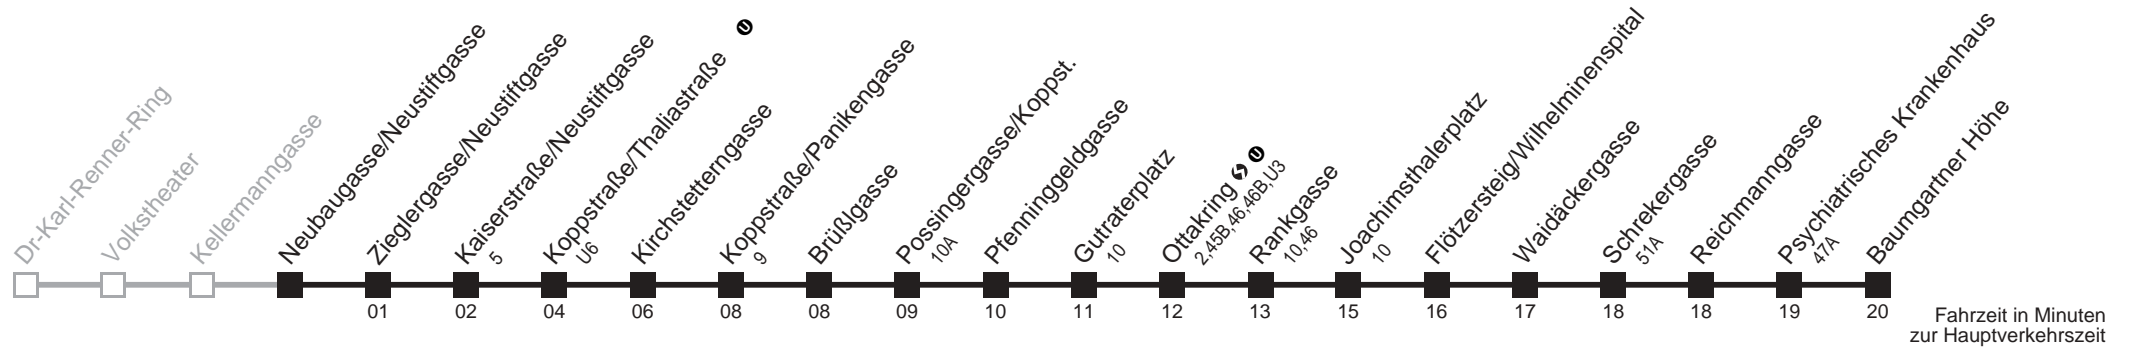 Dr-Karl-Renner-Ring
Volkstheater
Kellermanngasse
Neubaugasse/Neustiftgasse
Zieglergasse/Neustiftgasse
01
Kaiserstraße/Neustiftgasse
5
02
Koppstraße/Thaliastraße U
U6
04
Kirchstetterngasse
06
Koppstraße/Panikengasse
9
08
Brüßlgasse
08
Possingergasse/Koppst.
10A
09
Pfenninggeldgasse
10
Gutraterplatz
10
11
Ottakring S U
2,45B,46,46B,U3
12
Rankgasse
10,46
13
Joachimsthalerplatz
10
15
Flötzersteig/Wilhelminenspital
16
Waidäckergasse
17
Schrekergasse
51A
18
Reichmanngasse
18
Psychiatrisches Krankenhaus
47A
19
Baumgartner Höhe
20
Fahrzeit in Minuten
zur Hauptverkehrszeit